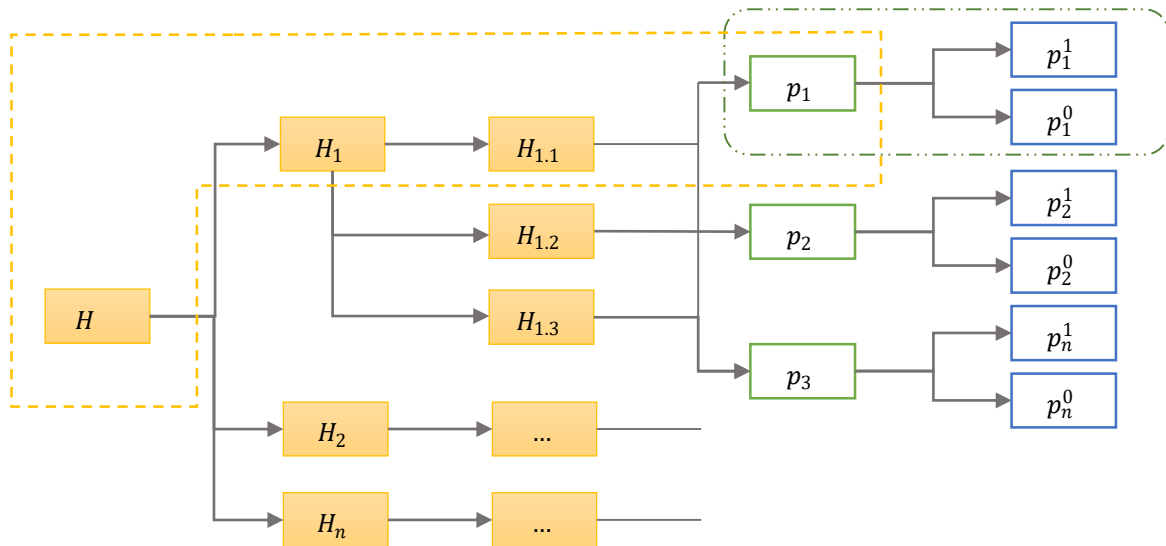 H
H₁
H₁.₁
H₁.₂
H₁.₃
H₂
...
Hₙ
...
p₁
p₂
p₃
p₁¹
p₁⁰
p₂¹
p₂⁰
pₙ¹
pₙ⁰